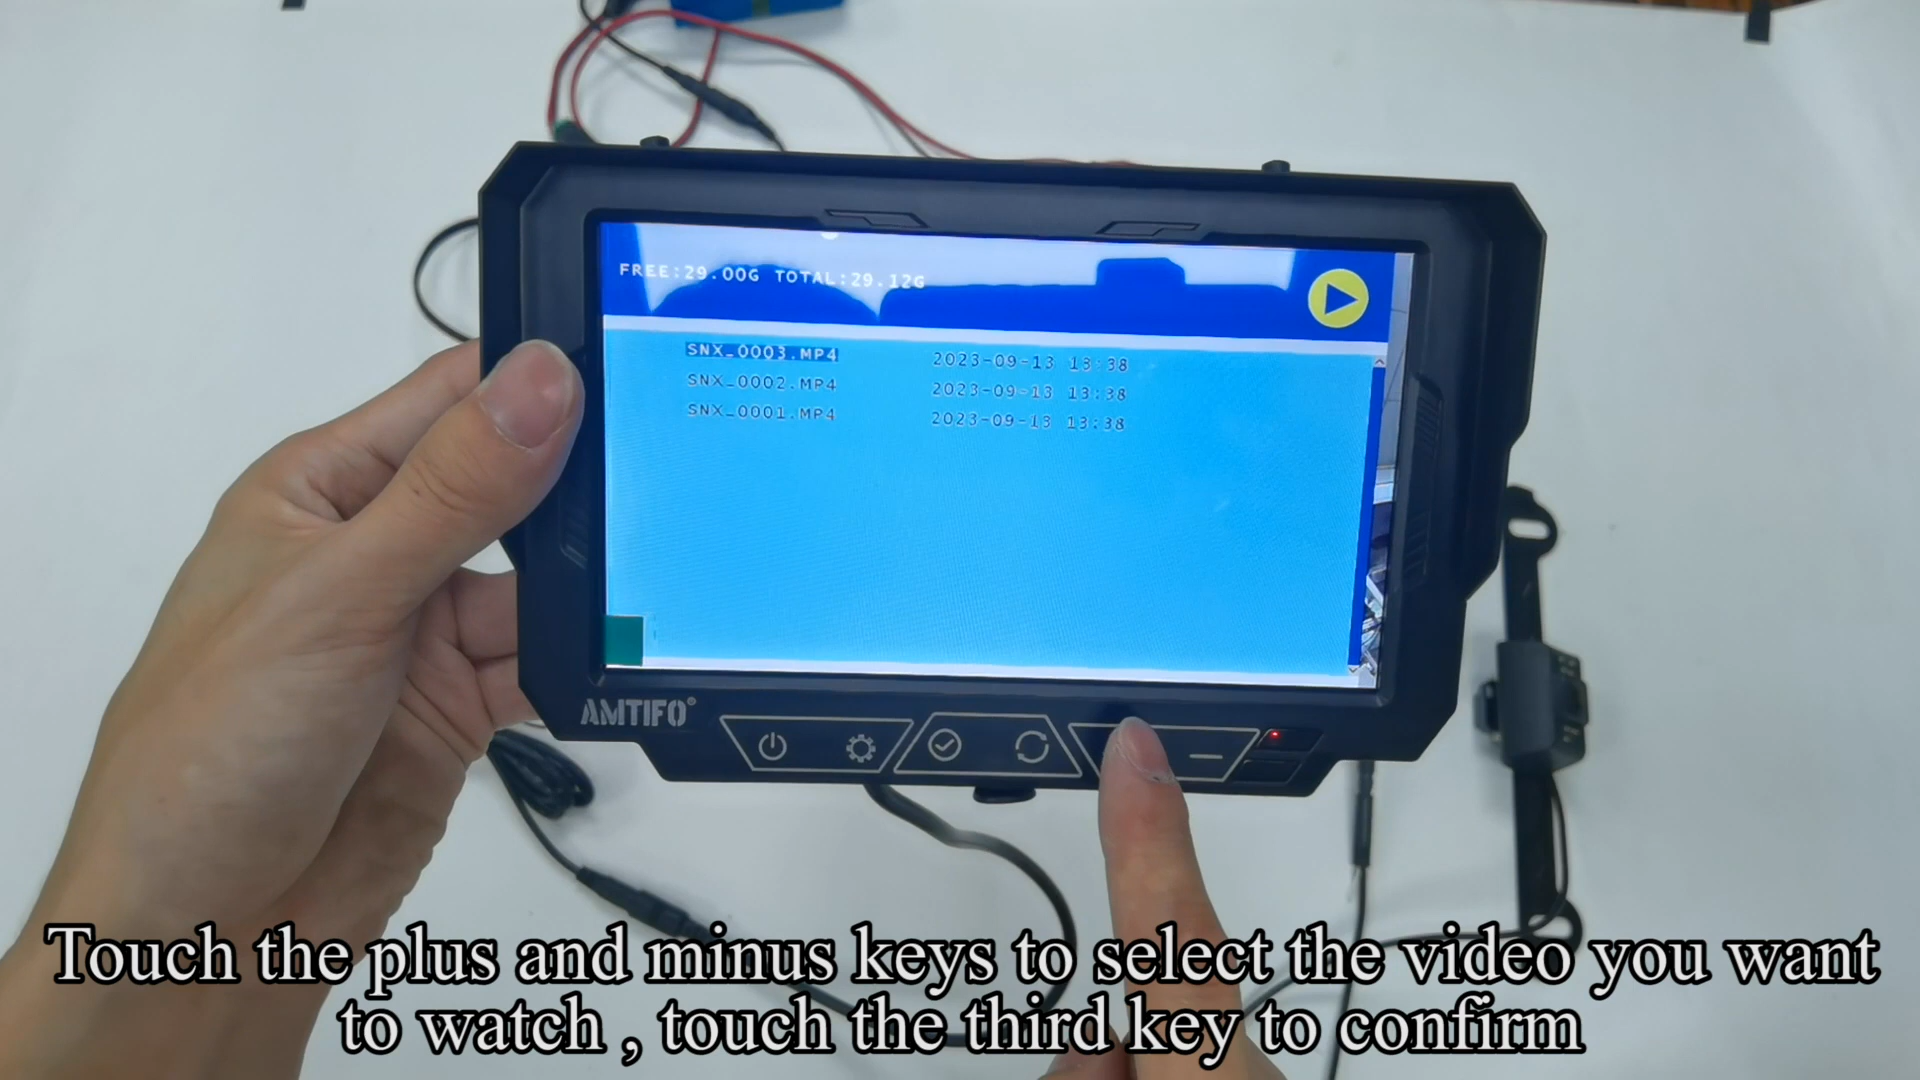 FREE:29.00G TOTAL:29.12G
SNX_0003.MP4 2023-09-13 13:38
SNX_0002.MP4 2023-09-13 13:38
SNX_0001.MP4 2023-09-13 13:38
AMTIFO®
Touch the plus and minus keys to select the video you want
to watch , touch the third key to confirm